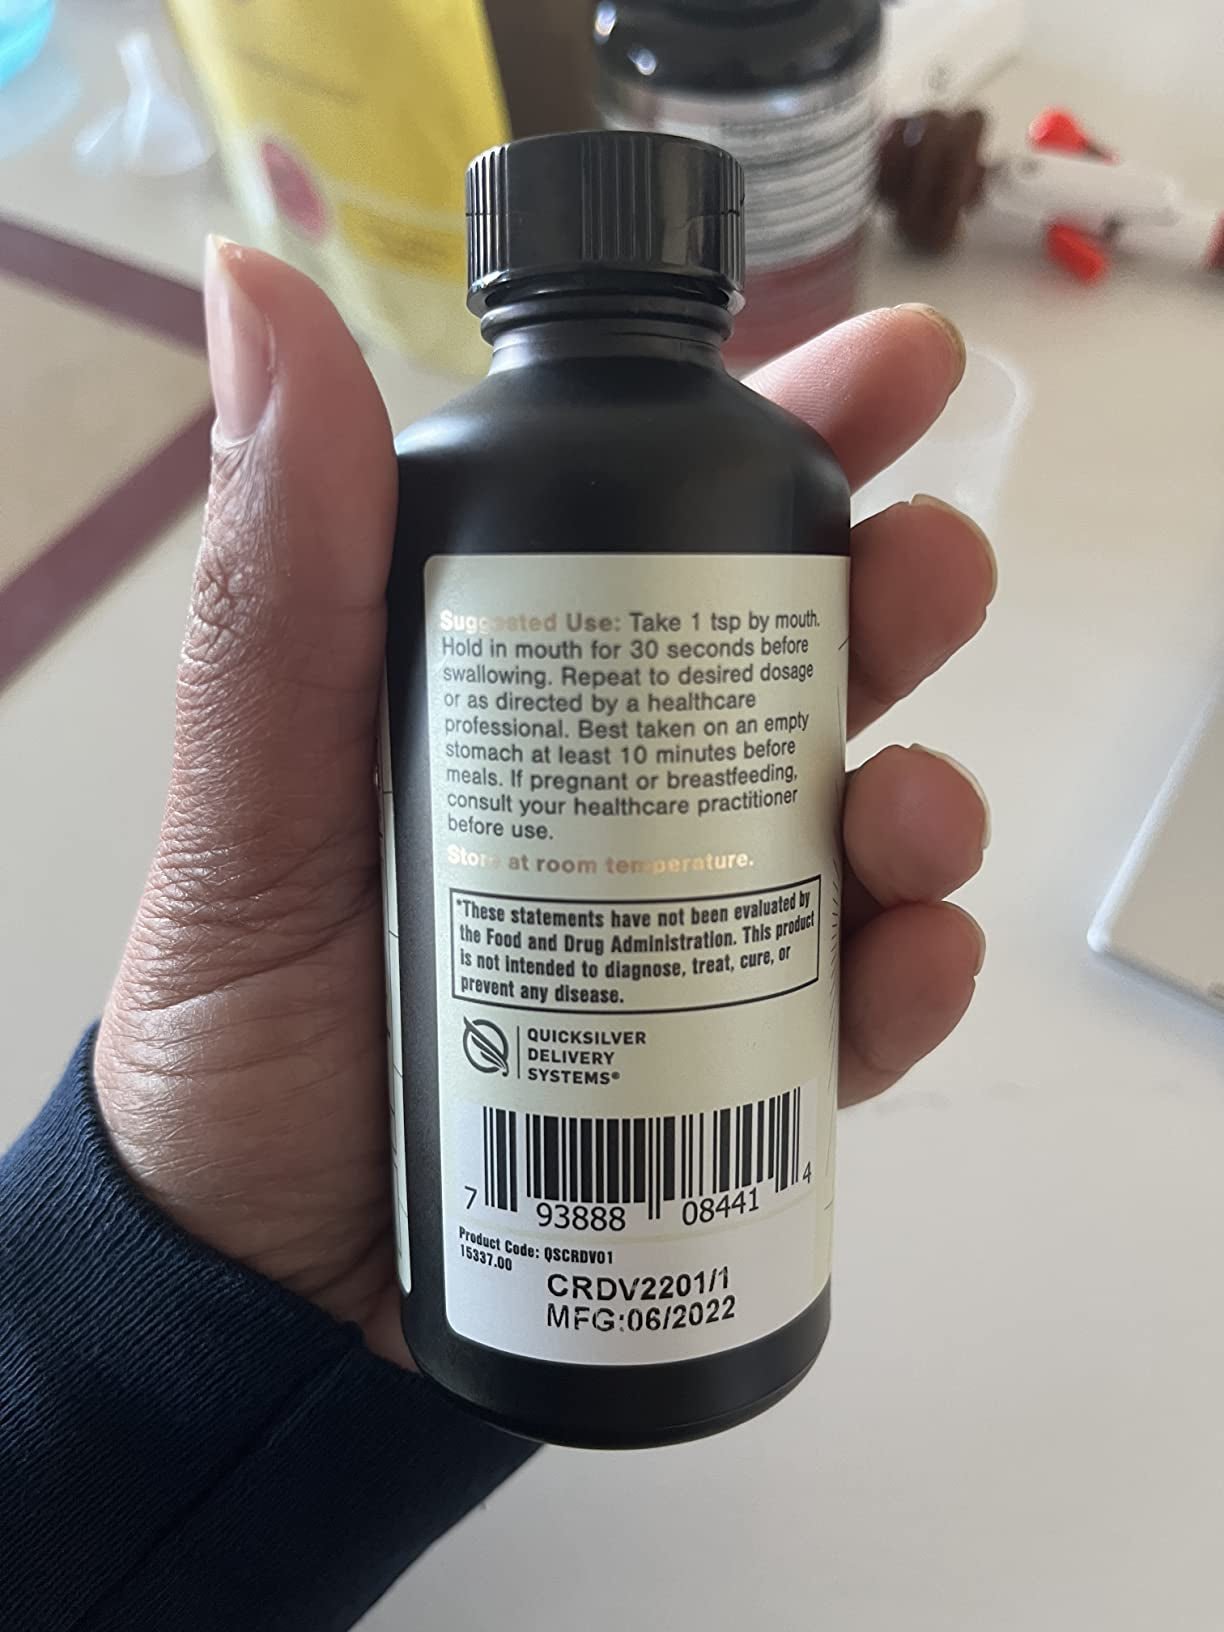 Suggested Use: Take 1 tsp by mouth.
Hold in mouth for 30 seconds before
swallowing. Repeat to desired dosage
or as directed by a healthcare
professional. Best taken on an empty
stomach at least 10 minutes before
meals. If pregnant or breastfeeding,
consult your healthcare practitioner
before use.
Store at room temperature.
*These statements have not been evaluated by
the Food and Drug Administration. This product
is not intended to diagnose, treat, cure, or
prevent any disease.
QUICKSILVER
DELIVERY
SYSTEMS®
7 93888 08441 4
Product Code: QSCRDV01
15337.00
CRDV2201/1
MFG:06/2022